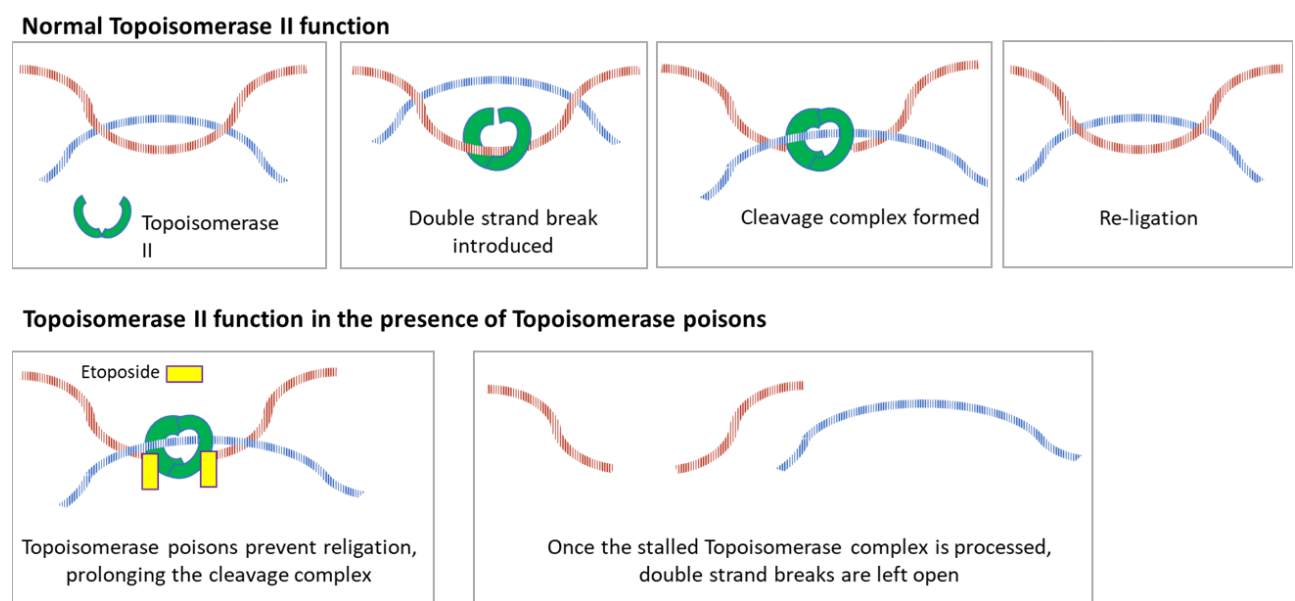 Normal Topoisomerase II function
Topoisomerase
II
Double strand break
introduced
Cleavage complex formed
Re-ligation
Topoisomerase II function in the presence of Topoisomerase poisons
Etoposide
Topoisomerase poisons prevent religation,
prolonging the cleavage complex
Once the stalled Topoisomerase complex is processed,
double strand breaks are left open